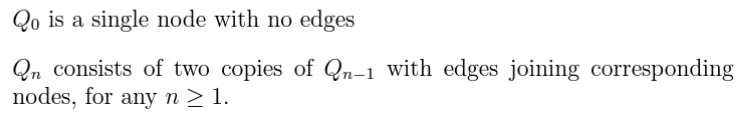 Q₀ is a single node with no edges
Qₙ consists of two copies of Qₙ₋₁ with edges joining corresponding
nodes, for any n ≥ 1.